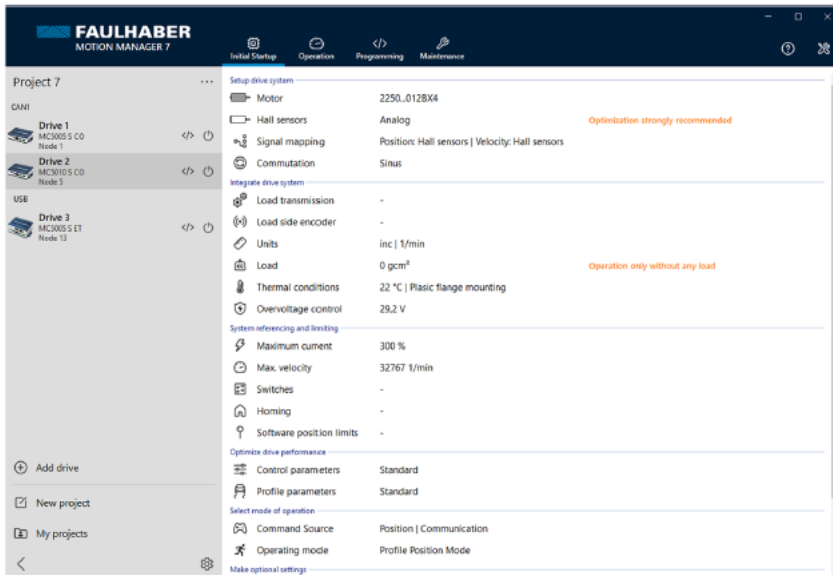 FAULHABER
MOTION MANAGER 7
Initial Startup
Operation
Programming
Maintenance
Project 7
CAN1
Drive 1
MC5005 S CO
Node 1
Drive 2
MC5010 S CO
Node 5
USB
Drive 3
MC5005 S ET
Node 13
Add drive
New project
My projects
Setup drive system
Motor 2250...012BX4
Hall sensors Analog Optimization strongly recommended
Signal mapping Position: Hall sensors | Velocity: Hall sensors
Commutation Sinus
Integrate drive system
Load transmission -
Load side encoder -
Units inc | 1/min
Load 0 gcm² Operation only without any load
Thermal conditions 22 °C | Plasic flange mounting
Overvoltage control 29,2 V
System referencing and limiting
Maximum current 300 %
Max. velocity 32767 1/min
Switches -
Homing -
Software position limits -
Optimize drive performance
Control parameters Standard
Profile parameters Standard
Select mode of operation
Command Source Position | Communication
Operating mode Profile Position Mode
Make optional settings